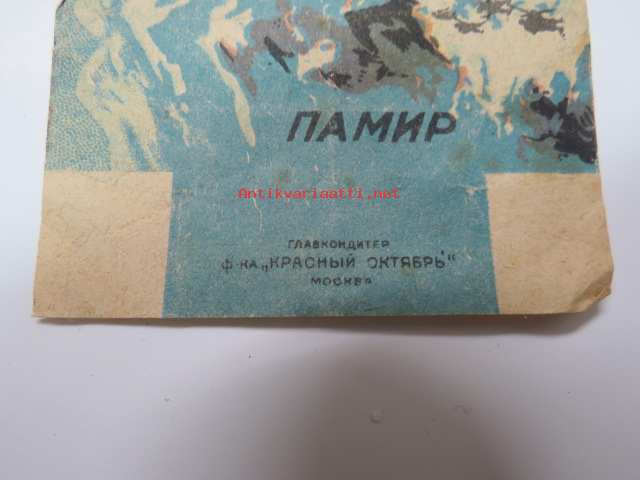 ПАМИР
Antikvariaatti.net
ГЛАВКОНДИТЕР
Ф-КА „КРАСНЫЙ ОКТЯБРЬ"
МОСКВА